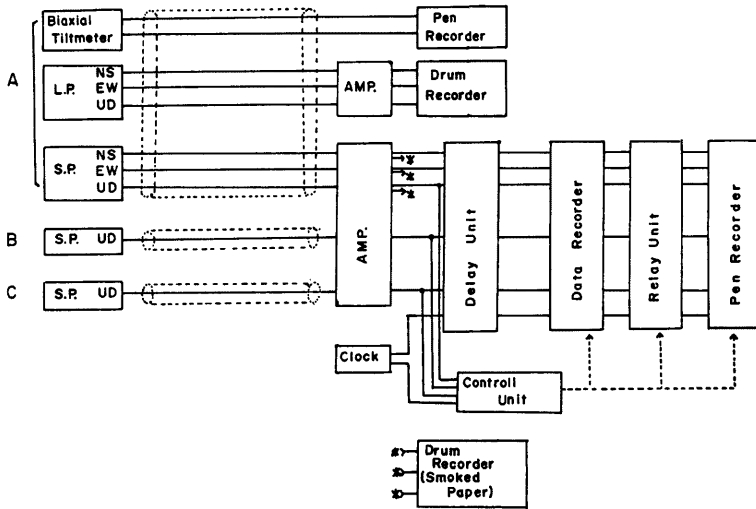 Biaxial
Tiltmeter
Pen
Recorder
A
L.P.
NS
EW
UD
AMP.
Drum
Recorder
S.P.
NS
EW
UD
B
S.P. UD
C
S.P. UD
AMP.
Delay Unit
Data Recorder
Relay Unit
Pen Recorder
Clock
Controll
Unit
Drum
Recorder
(Smoked
Paper)